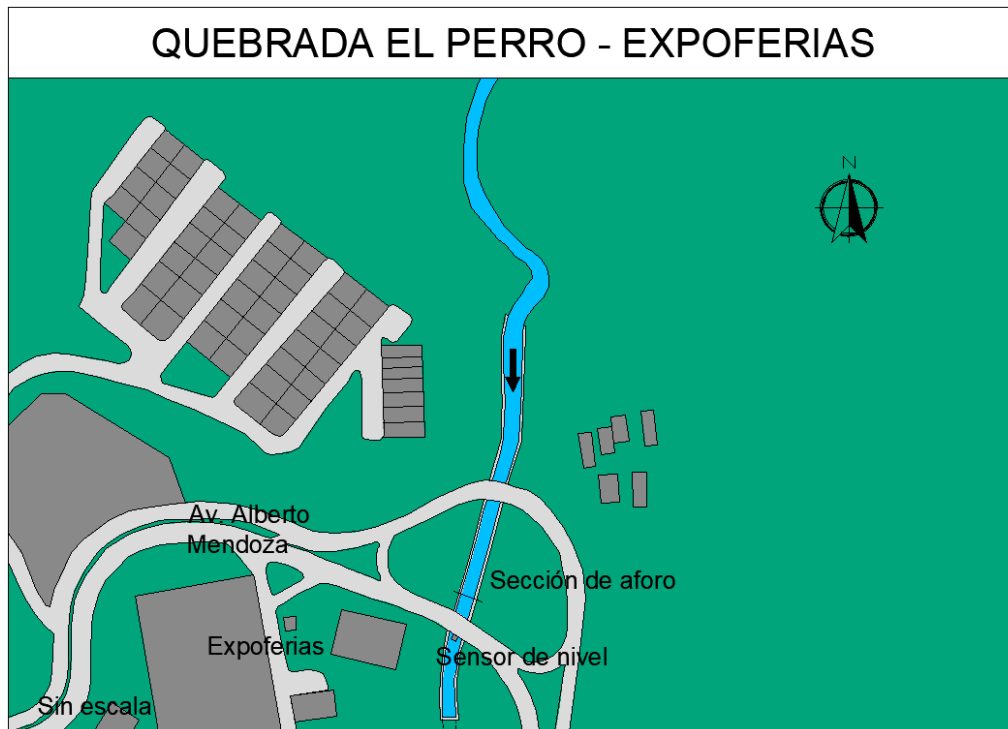 QUEBRADA EL PERRO - EXPOFERIAS
N
Av. Alberto
Mendoza
Sección de aforo
Expoferias
Sensor de nivel
Sin escala